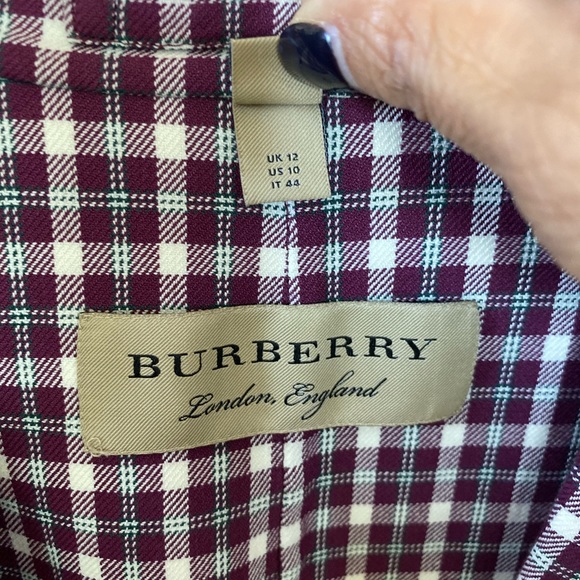 UK 12
US 10
IT 44
BURBERRY
London, England